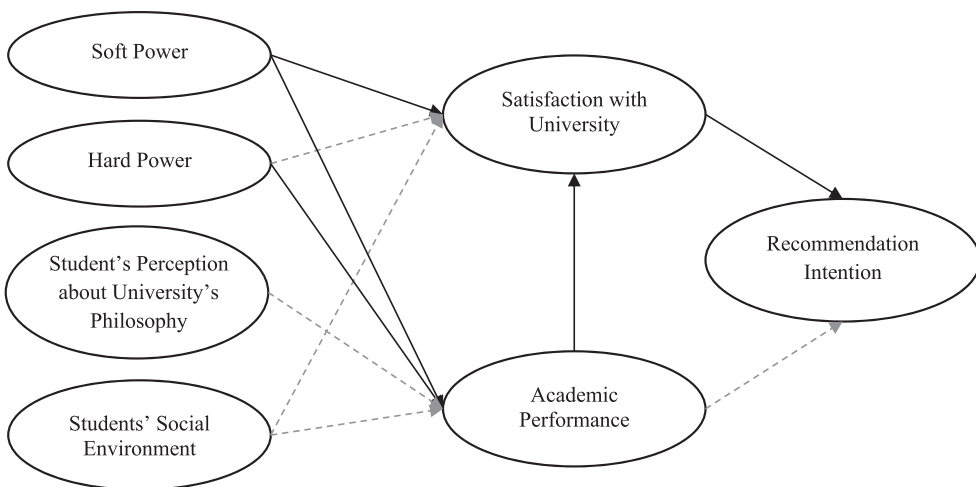 Soft Power
Hard Power
Student’s Perception
about University’s
Philosophy
Students’ Social
Environment
Satisfaction with
University
Academic
Performance
Recommendation
Intention